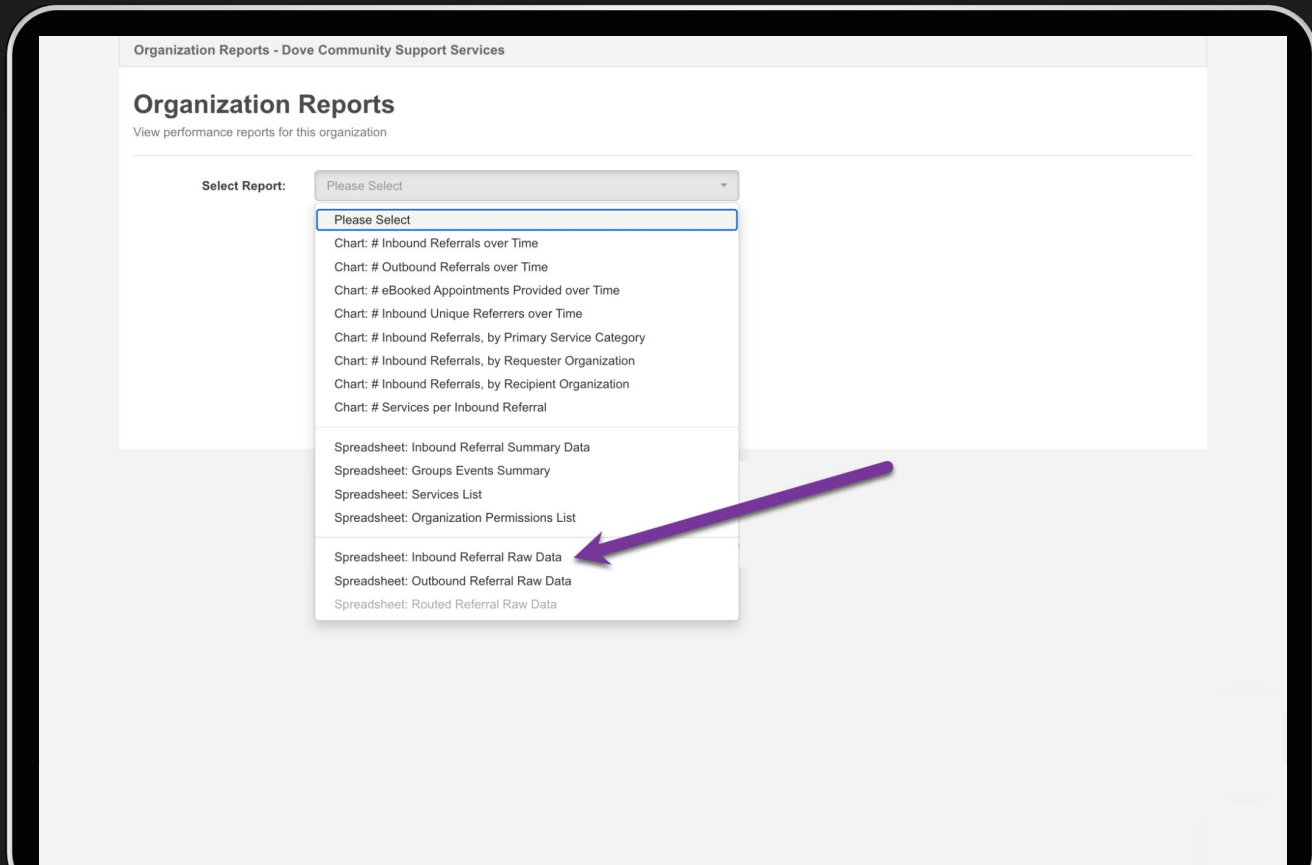 Organization Reports - Dove Community Support Services
Organization Reports
View performance reports for this organization
Select Report:
Please Select
Please Select
Chart: # Inbound Referrals over Time
Chart: # Outbound Referrals over Time
Chart: # eBooked Appointments Provided over Time
Chart: # Inbound Unique Referrers over Time
Chart: # Inbound Referrals, by Primary Service Category
Chart: # Inbound Referrals, by Requester Organization
Chart: # Inbound Referrals, by Recipient Organization
Chart: # Services per Inbound Referral
Spreadsheet: Inbound Referral Summary Data
Spreadsheet: Groups Events Summary
Spreadsheet: Services List
Spreadsheet: Organization Permissions List
Spreadsheet: Inbound Referral Raw Data
Spreadsheet: Outbound Referral Raw Data
Spreadsheet: Routed Referral Raw Data